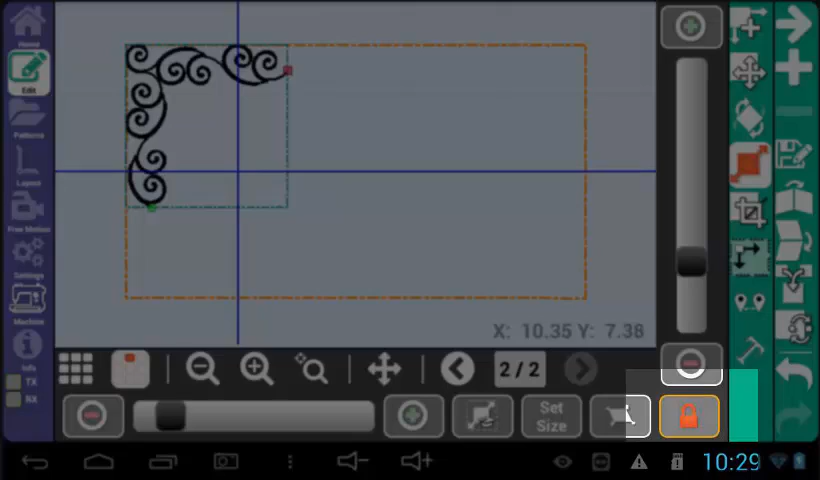 Home
Edit
Patterns
Layout
Free Motion
Settings
Machine
Info
TX
RX
X: 10.35 Y: 7.38
2 / 2
Set
Size
10:29